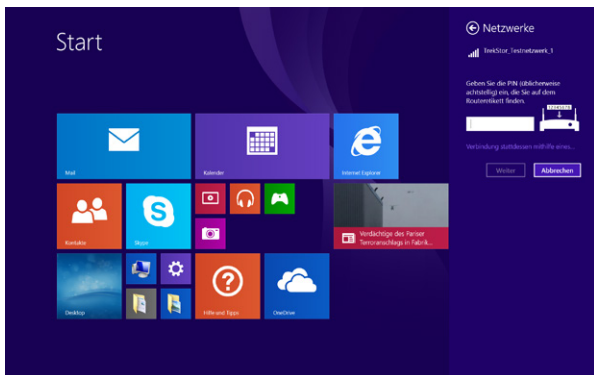 Start
Mail
Kalender
Internet Explorer
Kontakte
Skype
Verdächtige des Pariser
Terroranschlags in Fabrik...
Desktop
Hilfe und Tipps
OneDrive
Netzwerke
TrekStor_Testnetzwerk_1
Geben Sie die PIN (üblicherweise
achtstellig) ein, die Sie auf dem
Routeretikett finden.
Verbindung stattdessen mithilfe eines...
Weiter
Abbrechen